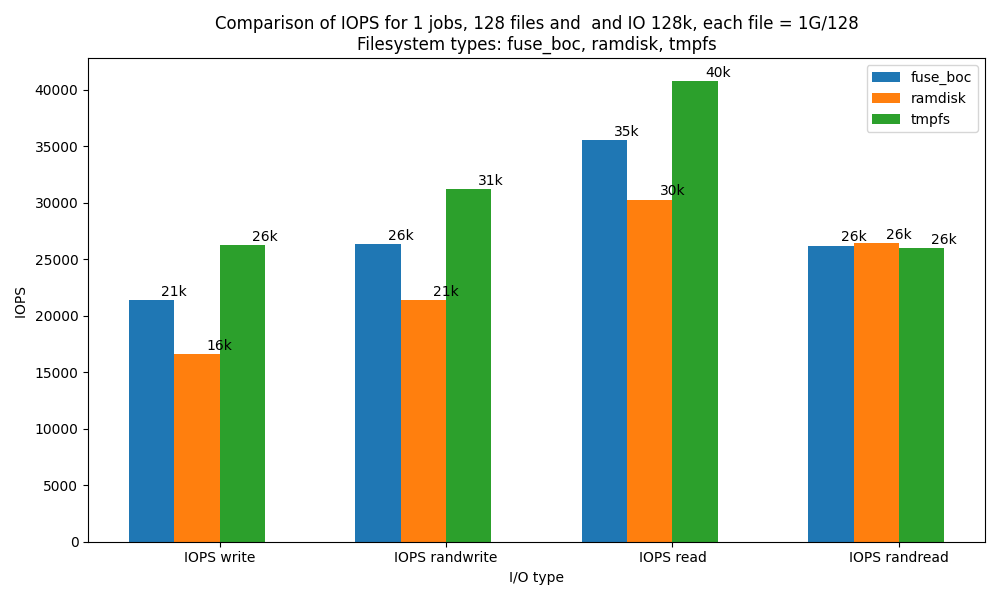 Comparison of IOPS for 1 jobs, 128 files and  and IO 128k, each file = 1G/128
Filesystem types: fuse_boc, ramdisk, tmpfs
fuse_boc
ramdisk
tmpfs
IOPS
40000
35000
30000
25000
20000
15000
10000
5000
0
21k
16k
26k
26k
21k
31k
35k
30k
40k
26k
26k
26k
IOPS write
IOPS randwrite
IOPS read
IOPS randread
I/O type